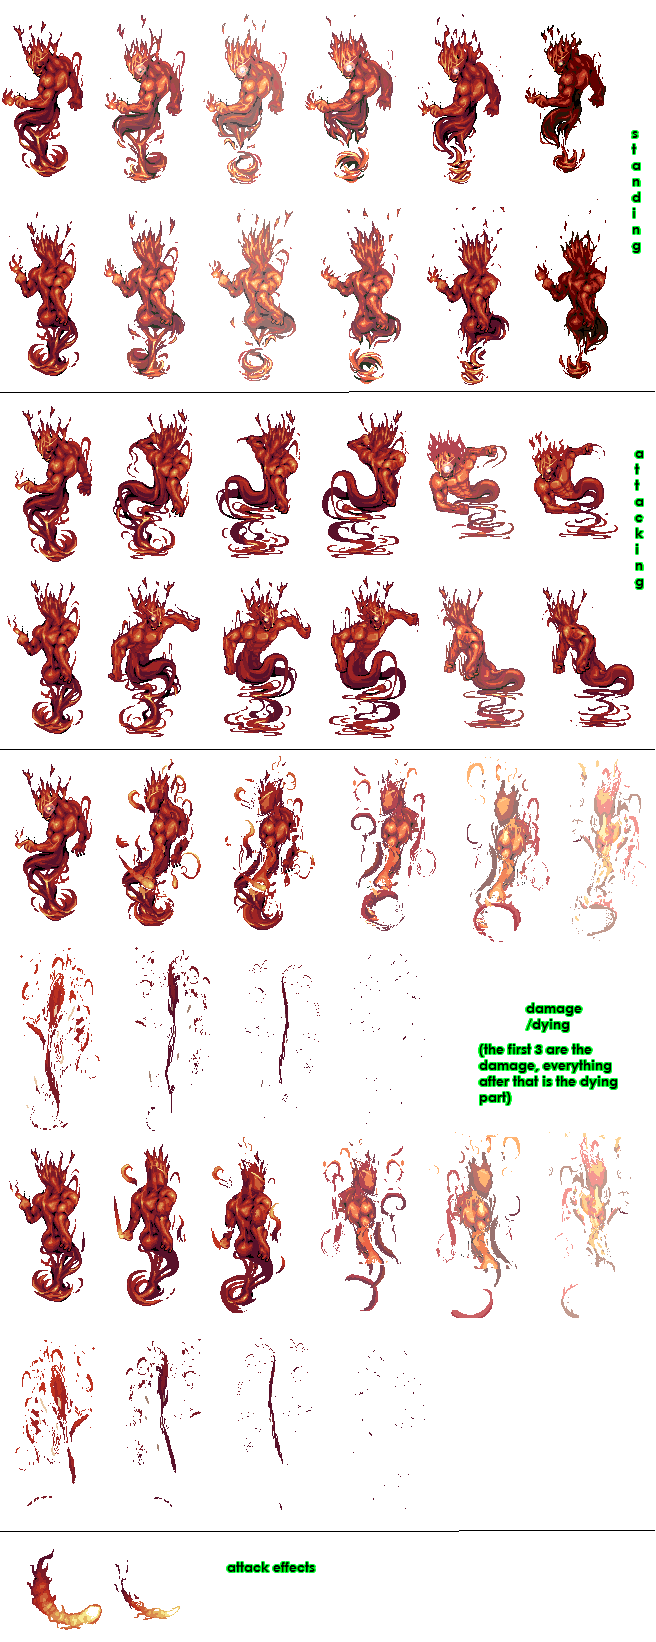 standing
attacking
damage
/dying
(the first 3 are the
damage, everything
after that is the dying
part)
attack effects